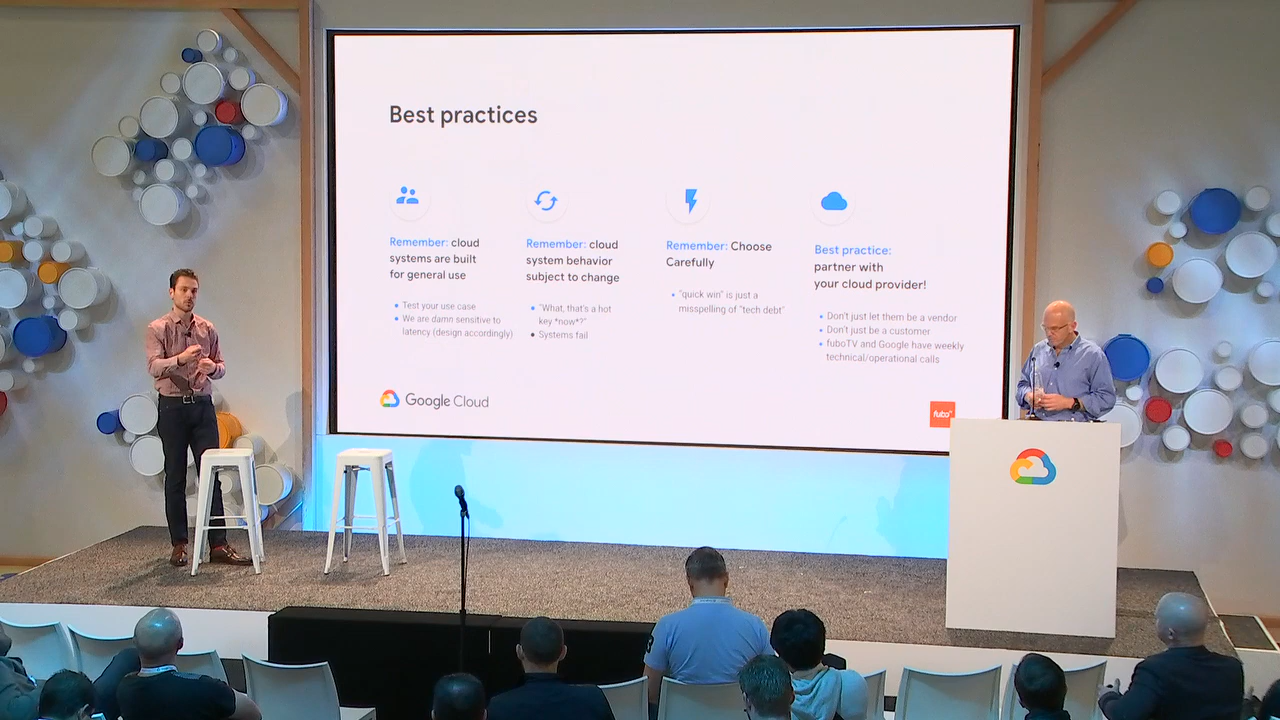 Best practices
Remember: cloud
systems are built
for general use
• Test your use case
• We are damn sensitive to
latency (design accordingly)
Remember: cloud
system behavior
subject to change
• "What, that's a hot
key *now*?"
• Systems fail
Remember: Choose
Carefully
• "quick win" is just a
misspelling of "tech debt"
Best practice:
partner with
your cloud provider!
• Don't just let them be a vendor
• Don't just be a customer
• fuboTV and Google have weekly
technical/operational calls
Google Cloud
fubo